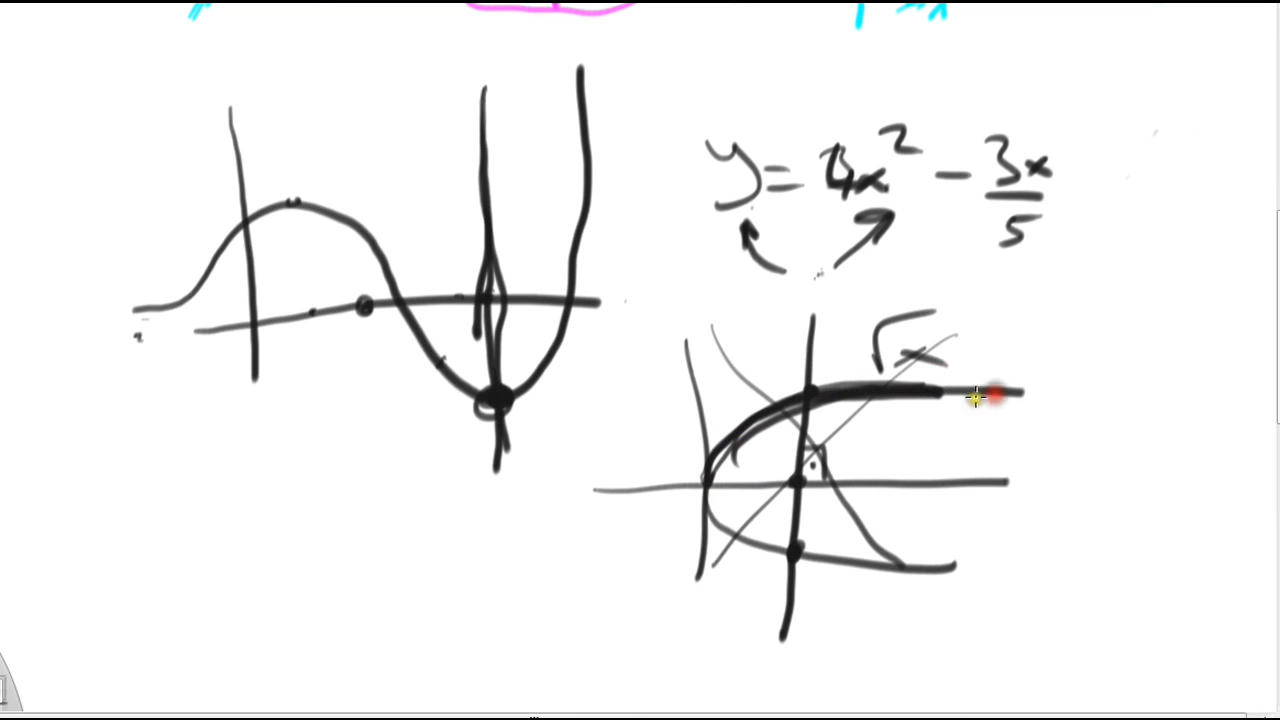 y = 4x² - 3x/5
√x